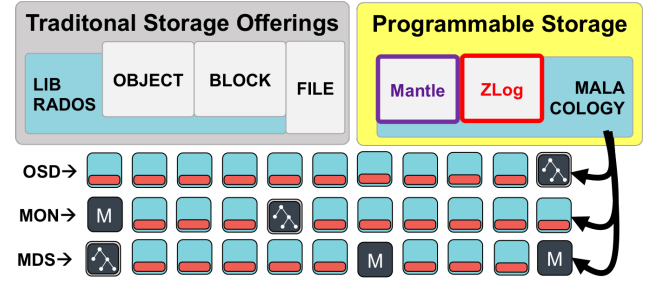 Traditonal Storage Offerings
LIB
RADOS
OBJECT
BLOCK
FILE
Programmable Storage
Mantle
ZLog
MALA
COLOGY
OSD→
MON→ M
MDS→ M M